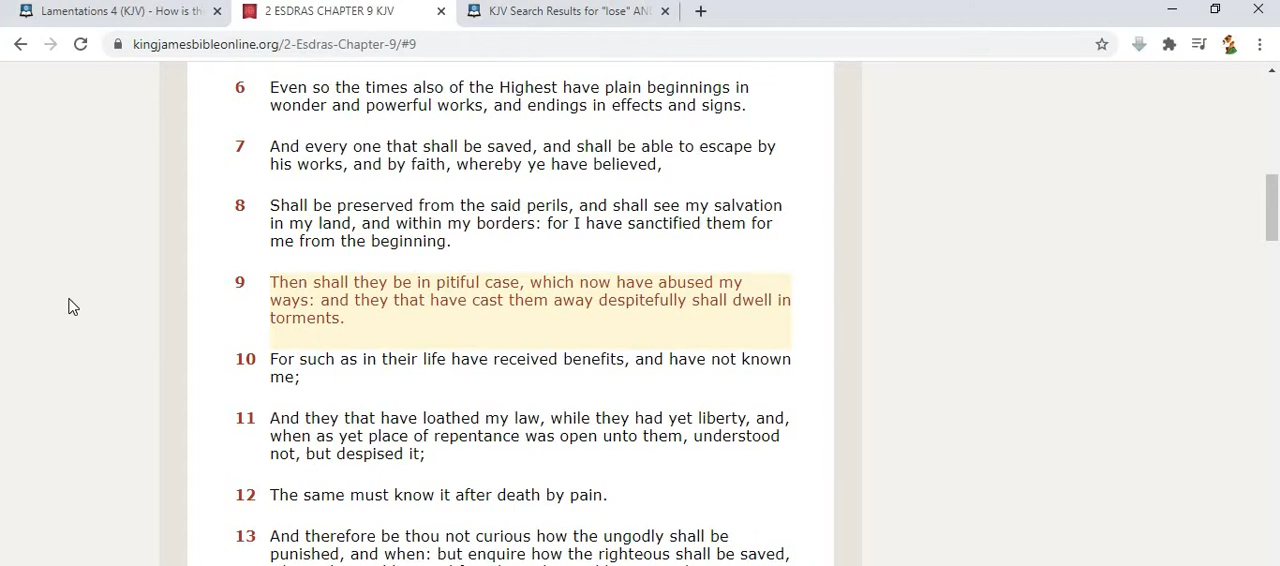 Lamentations 4 (KJV) - How is th
2 ESDRAS CHAPTER 9 KJV
KJV Search Results for "lose" AN
kingjamesbibleonline.org/2-Esdras-Chapter-9/#9
6 Even so the times also of the Highest have plain beginnings in
wonder and powerful works, and endings in effects and signs.
7 And every one that shall be saved, and shall be able to escape by
his works, and by faith, whereby ye have believed,
8 Shall be preserved from the said perils, and shall see my salvation
in my land, and within my borders: for I have sanctified them for
me from the beginning.
9 Then shall they be in pitiful case, which now have abused my
ways: and they that have cast them away despitefully shall dwell in
torments.
10 For such as in their life have received benefits, and have not known
me;
11 And they that have loathed my law, while they had yet liberty, and,
when as yet place of repentance was open unto them, understood
not, but despised it;
12 The same must know it after death by pain.
13 And therefore be thou not curious how the ungodly shall be
punished, and when: but enquire how the righteous shall be saved,